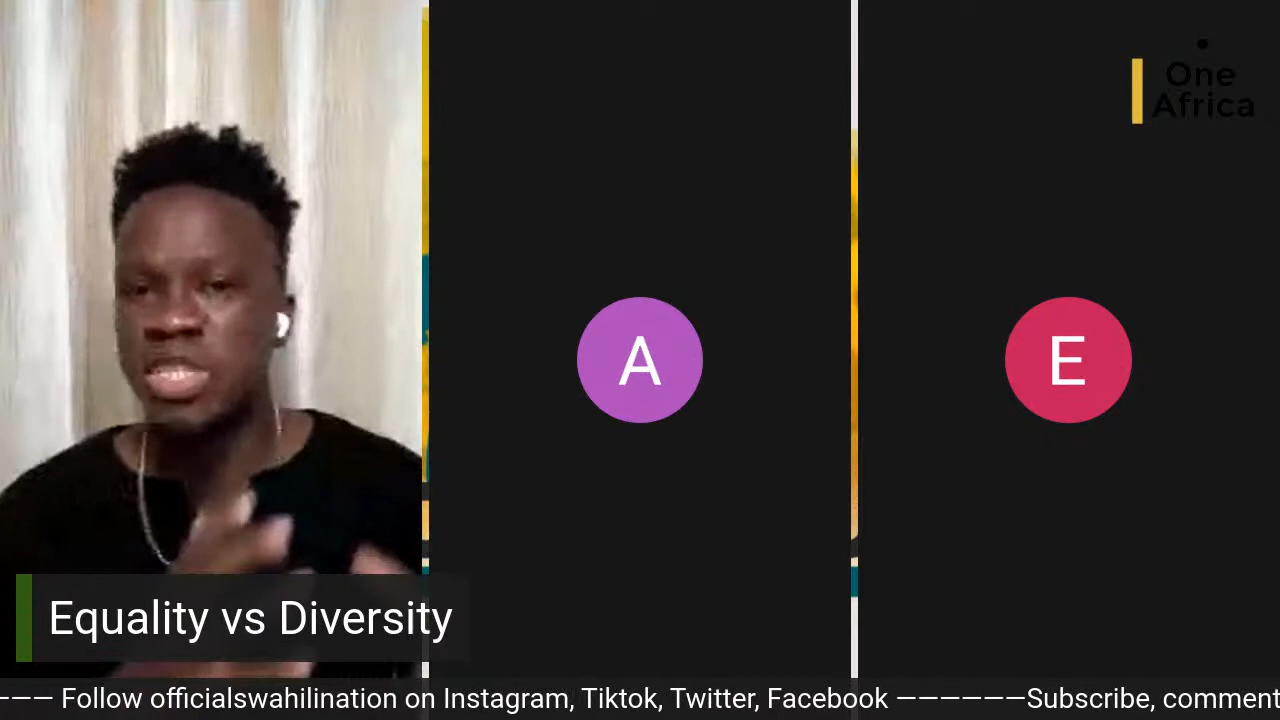 One
Africa
A
E
Equality vs Diversity
——— Follow officialswahilination on Instagram, Tiktok, Twitter, Facebook ——————Subscribe, comment